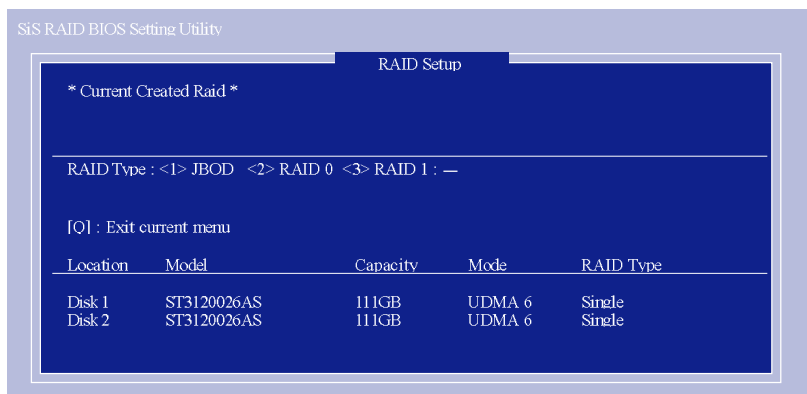 SiS RAID BIOS Setting Utility
RAID Setup
* Current Created Raid *
RAID Type : <1> JBOD <2> RAID 0 <3> RAID 1 : _
[Q] : Exit current menu
Location Model Capacity Mode RAID Type
Disk 1 ST3120026AS 111GB UDMA 6 Single
Disk 2 ST3120026AS 111GB UDMA 6 Single